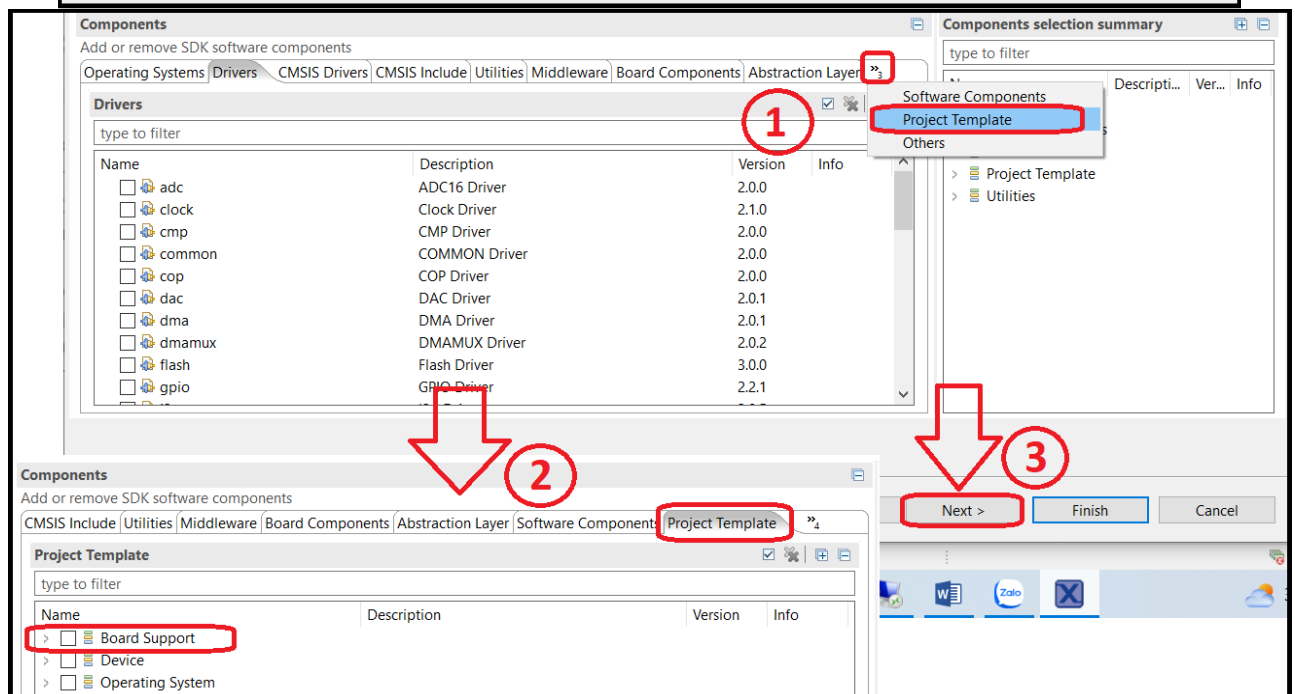 Components
Components selection summary
Add or remove SDK software components
type to filter
Operating Systems Drivers CMSIS Drivers CMSIS Include Utilities Middleware Board Components Abstraction Layer »3
Descripti... Ver... Info
Software Components
Project Template
Others
Drivers
1
type to filter
Name Description Version Info
adc ADC16 Driver 2.0.0
Project Template
clock Clock Driver 2.1.0
Utilities
cmp CMP Driver 2.0.0
common COMMON Driver 2.0.0
cop COP Driver 2.0.0
dac DAC Driver 2.0.1
dma DMA Driver 2.0.1
dmamux DMAMUX Driver 2.0.2
flash Flash Driver 3.0.0
gpio GPIO Driver 2.2.1
2
3
Components
Add or remove SDK software components
CMSIS Include Utilities Middleware Board Components Abstraction Layer Software Components Project Template »4
Next > Finish Cancel
Project Template
type to filter
Zalo
Name Description Version Info
Board Support
Device
Operating System